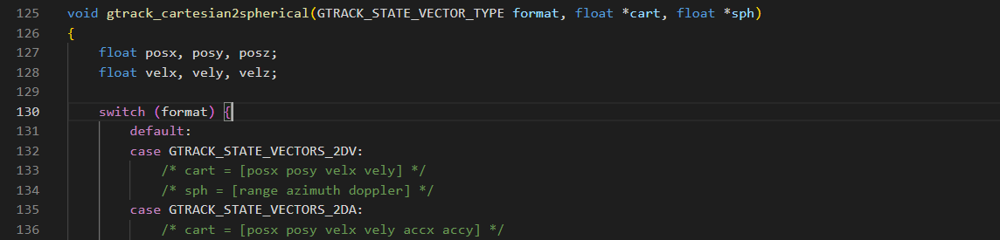 125 void gtrack_cartesian2spherical(GTRACK_STATE_VECTOR_TYPE format, float *cart, float *sph)
126 {
127 float posx, posy, posz;
128 float velx, vely, velz;
129
130 switch (format) {
131 default:
132 case GTRACK_STATE_VECTORS_2DV:
133 /* cart = [posx posy velx vely] */
134 /* sph = [range azimuth doppler] */
135 case GTRACK_STATE_VECTORS_2DA:
136 /* cart = [posx posy velx vely accx accy] */